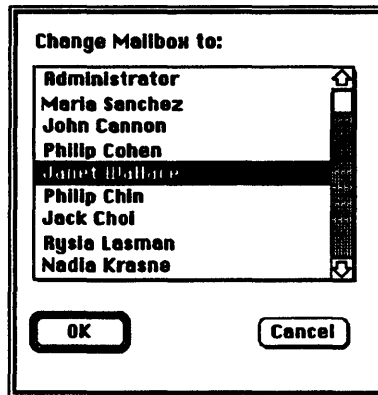 Change Mailbox to:
Administrator
Maria Sanchez
John Cannon
Philip Cohen
Janet Wallace
Philip Chin
Jack Choi
Rysia Lasman
Nadia Krasne
OK
Cancel